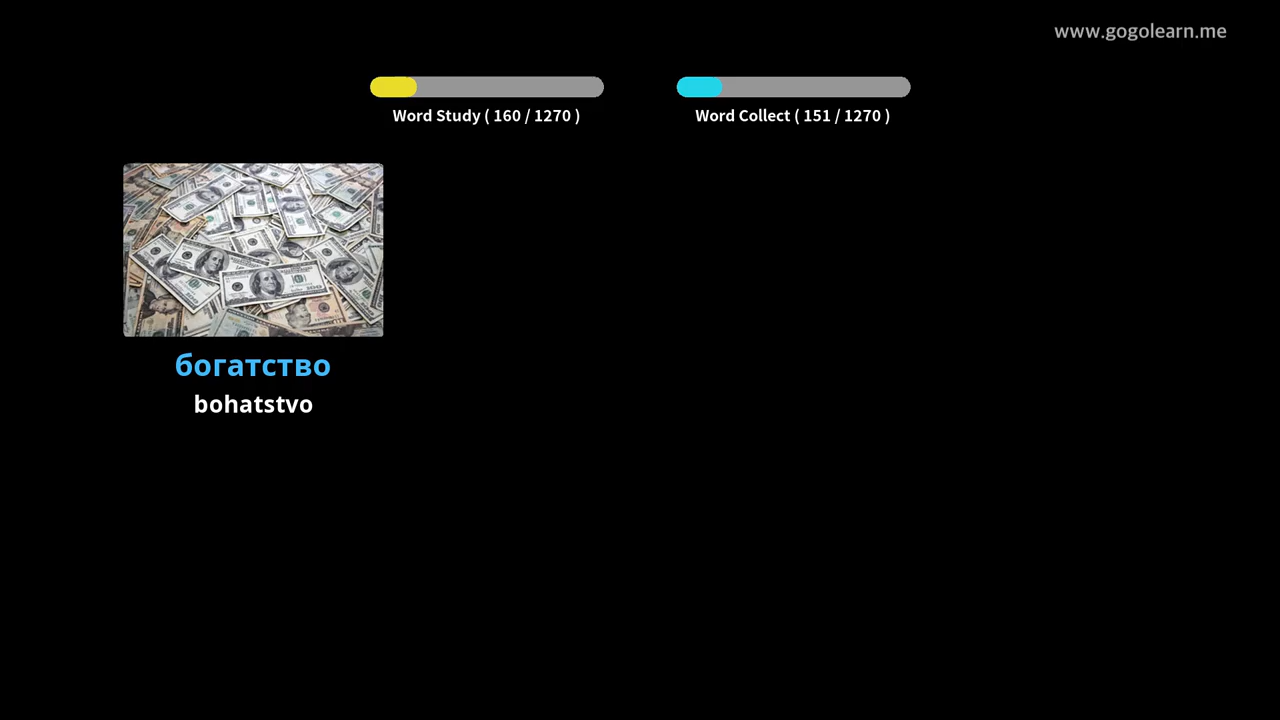 www.gogolearn.me
Word Study ( 160 / 1270 )
Word Collect ( 151 / 1270 )
богатство
bohatstvo